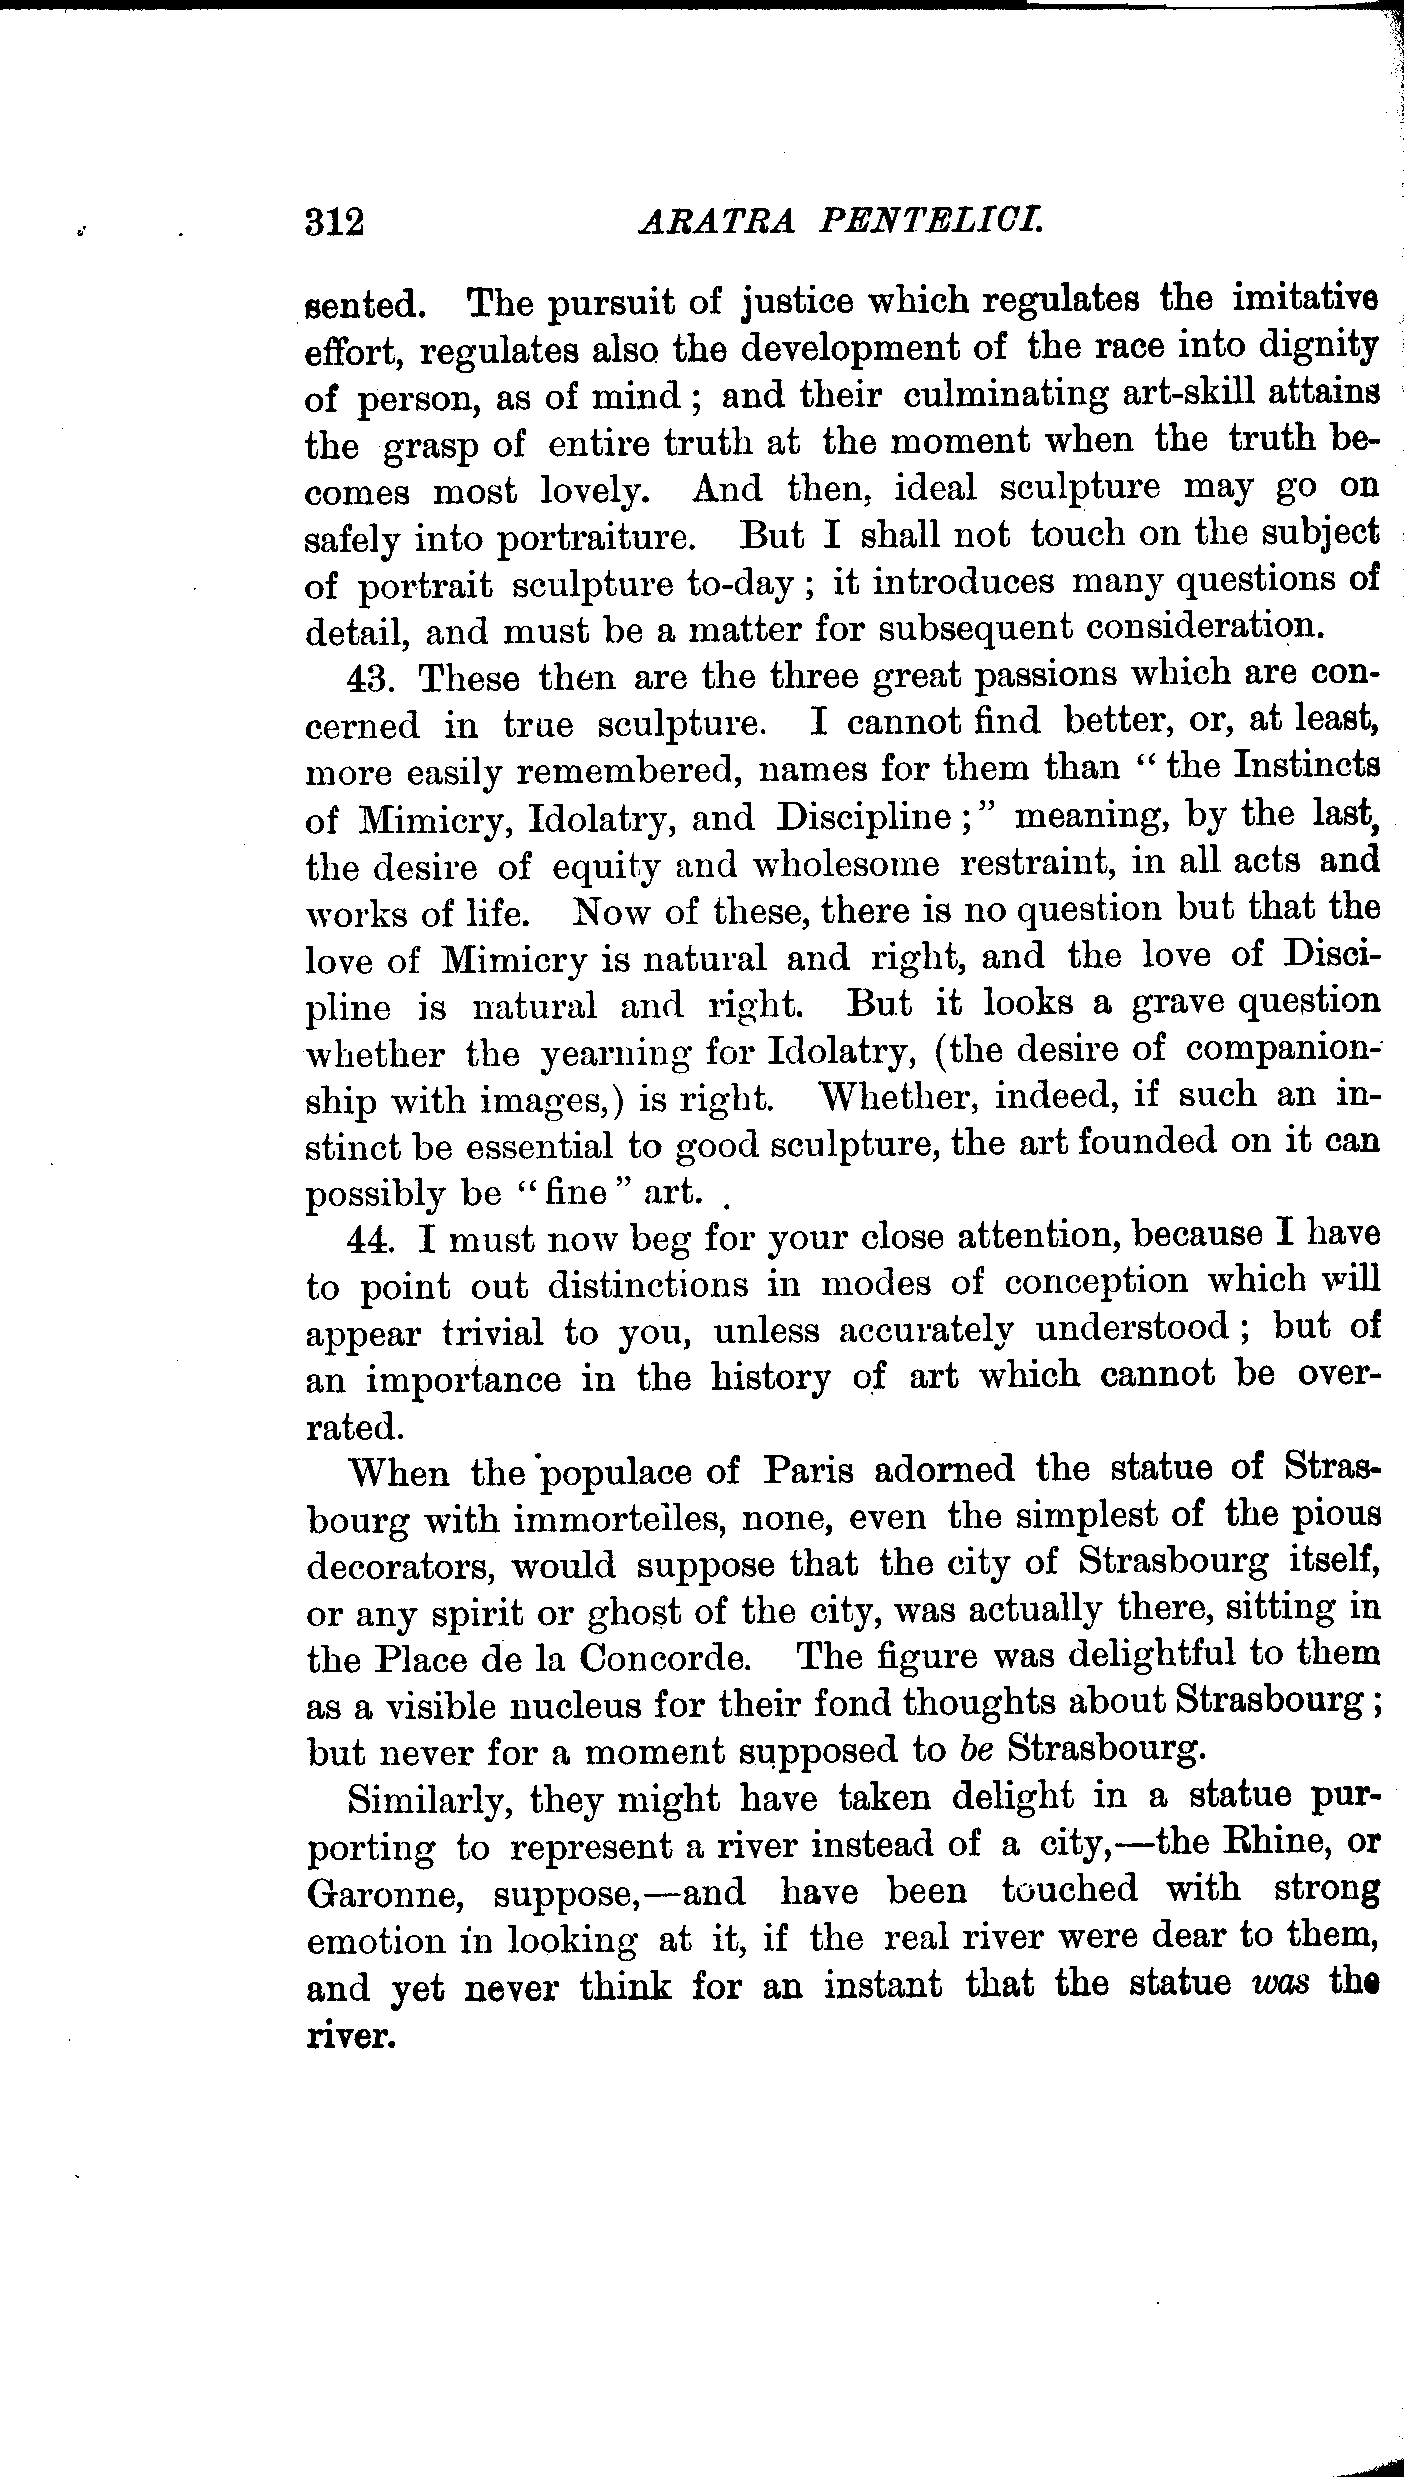 312 ARATRA PENTELICI.
sented. The pursuit of justice which regulates the imitative
effort, regulates also the development of the race into dignity
of person, as of mind ; and their culminating art-skill attains
the grasp of entire truth at the moment when the truth be-
comes most lovely. And then, ideal sculpture may go on
safely into portraiture. But I shall not touch on the subject
of portrait sculpture to-day ; it introduces many questions of
detail, and must be a matter for subsequent consideration.
43. These then are the three great passions which are con-
cerned in true sculpture. I cannot find better, or, at least,
more easily remembered, names for them than “ the Instincts
of Mimicry, Idolatry, and Discipline ;” meaning, by the last,
the desire of equity and wholesome restraint, in all acts and
works of life. Now of these, there is no question but that the
love of Mimicry is natural and right, and the love of Disci-
pline is natural and right. But it looks a grave question
whether the yearning for Idolatry, (the desire of companion-
ship with images,) is right. Whether, indeed, if such an in-
stinct be essential to good sculpture, the art founded on it can
possibly be “ fine ” art.
44. I must now beg for your close attention, because I have
to point out distinctions in modes of conception which will
appear trivial to you, unless accurately understood ; but of
an importance in the history of art which cannot be over-
rated.
When the populace of Paris adorned the statue of Stras-
bourg with immortelles, none, even the simplest of the pious
decorators, would suppose that the city of Strasbourg itself,
or any spirit or ghost of the city, was actually there, sitting in
the Place de la Concorde. The figure was delightful to them
as a visible nucleus for their fond thoughts about Strasbourg ;
but never for a moment supposed to be Strasbourg.
Similarly, they might have taken delight in a statue pur-
porting to represent a river instead of a city,—the Rhine, or
Garonne, suppose,—and have been touched with strong
emotion in looking at it, if the real river were dear to them,
and yet never think for an instant that the statue was the
river.